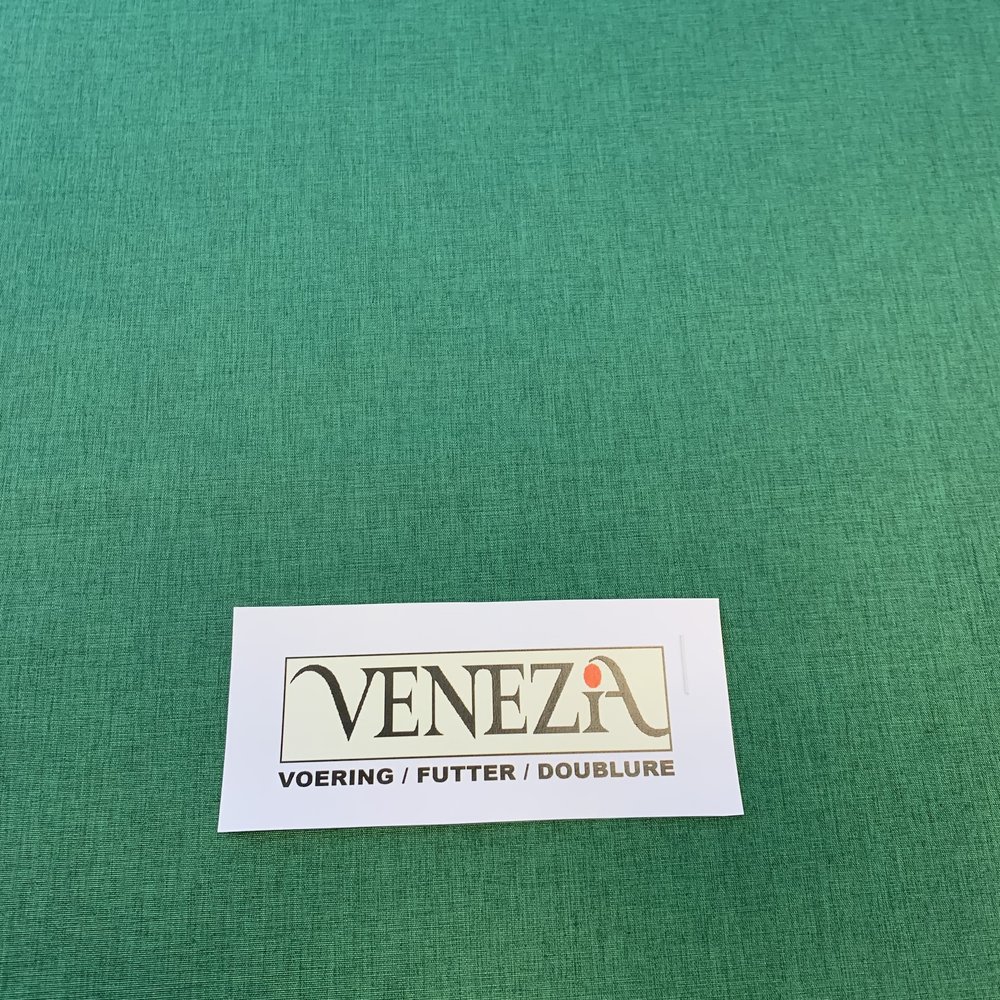 VENEZiA
VOERING / FUTTER / DOUBLURE